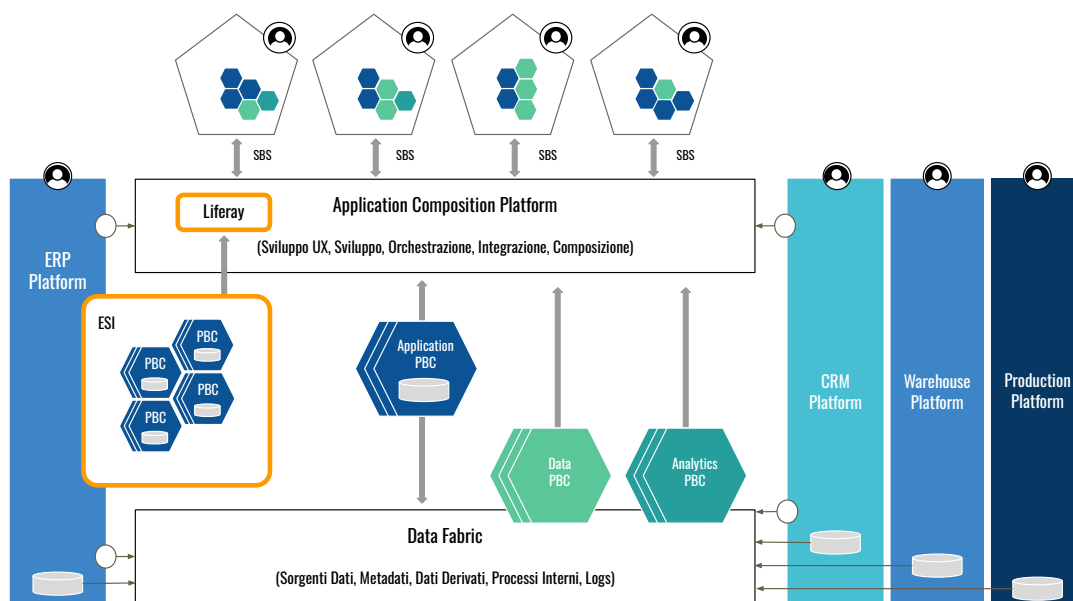 SBS
SBS
SBS
SBS
Liferay
Application Composition Platform
(Sviluppo UX, Sviluppo, Orchestrazione, Integrazione, Composizione)
ERP
Platform
ESI
PBC
PBC
PBC
PBC
Application
PBC
Data
PBC
Analytics
PBC
CRM
Platform
Warehouse
Platform
Production
Platform
Data Fabric
(Sorgenti Dati, Metadati, Dati Derivati, Processi Interni, Logs)